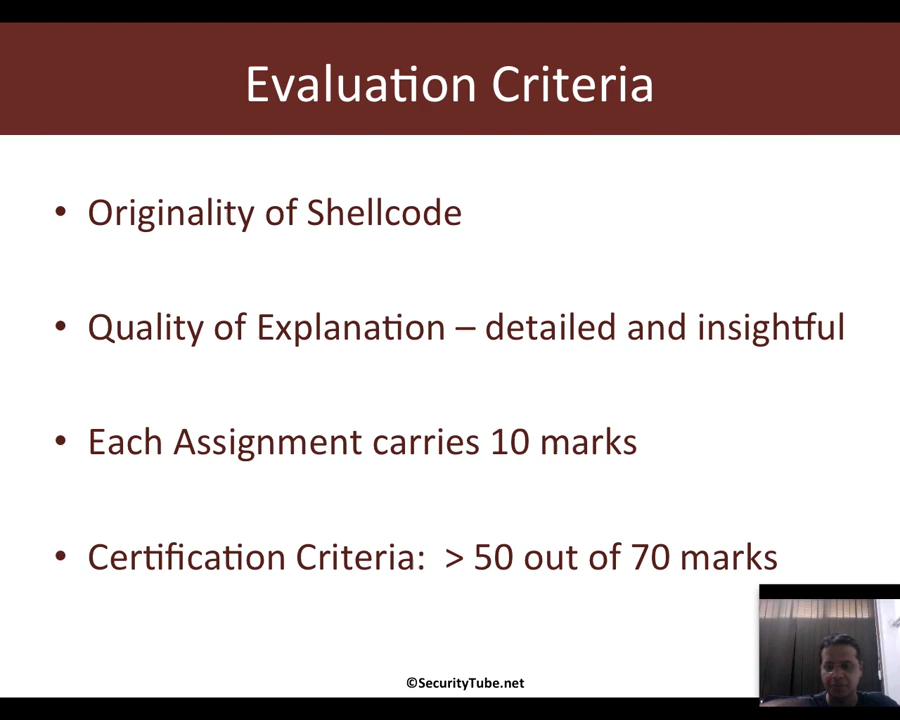 Evaluation Criteria
• Originality of Shellcode
• Quality of Explanation – detailed and insightful
• Each Assignment carries 10 marks
• Certification Criteria:  > 50 out of 70 marks
©SecurityTube.net